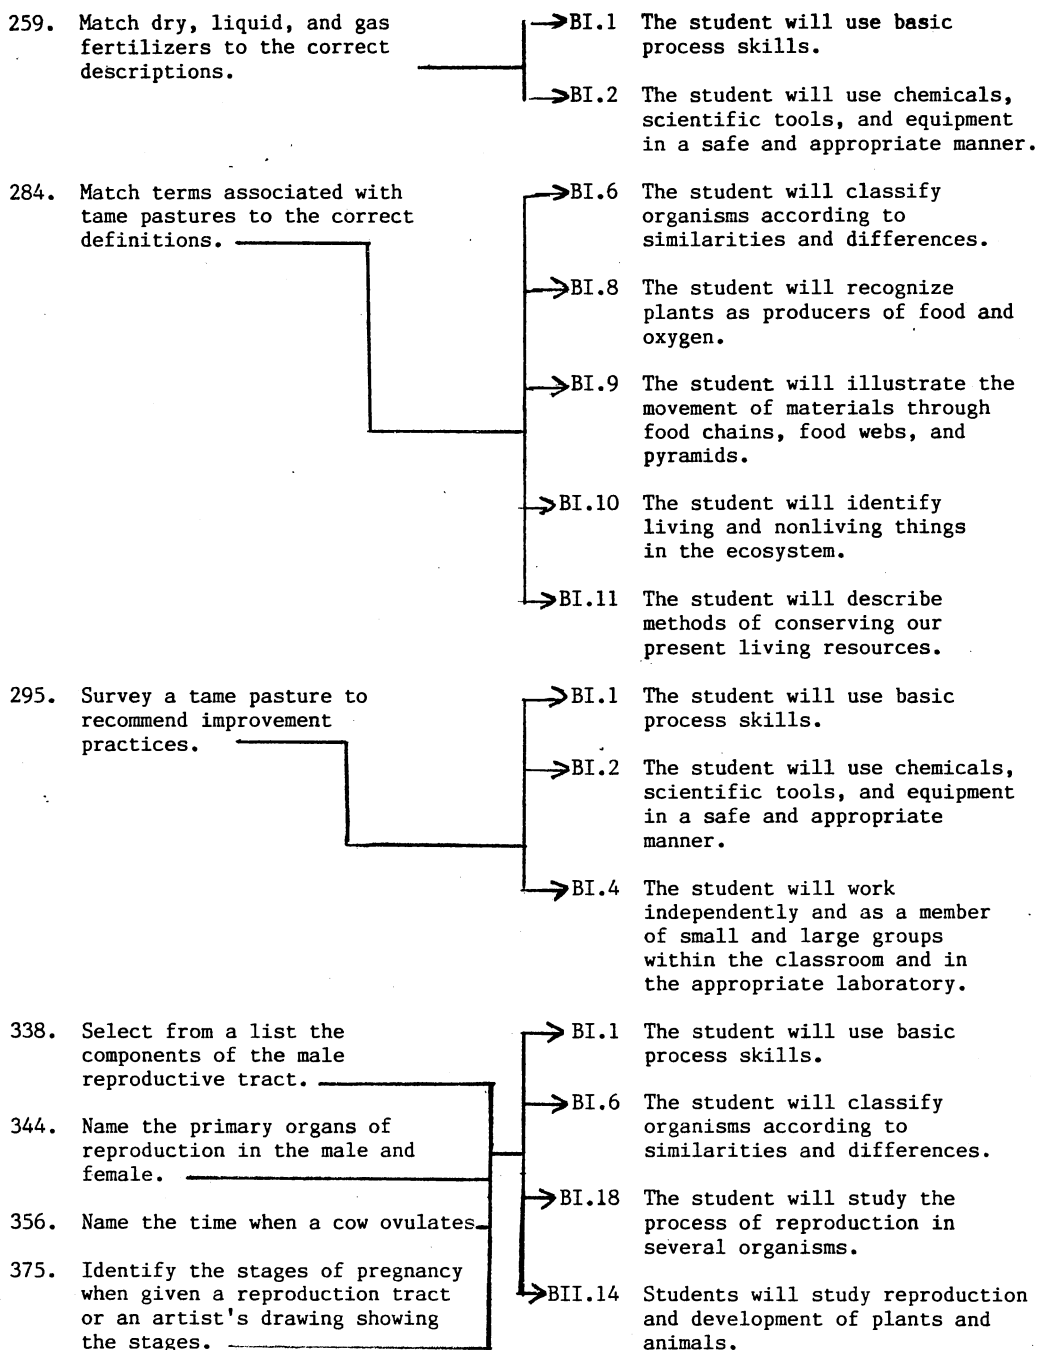 259. Match dry, liquid, and gas
fertilizers to the correct
descriptions.
BI.1 The student will use basic
process skills.
BI.2 The student will use chemicals,
scientific tools, and equipment
in a safe and appropriate manner.
284. Match terms associated with
tame pastures to the correct
definitions.
BI.6 The student will classify
organisms according to
similarities and differences.
BI.8 The student will recognize
plants as producers of food and
oxygen.
BI.9 The student will illustrate the
movement of materials through
food chains, food webs, and
pyramids.
BI.10 The student will identify
living and nonliving things
in the ecosystem.
BI.11 The student will describe
methods of conserving our
present living resources.
295. Survey a tame pasture to
recommend improvement
practices.
BI.1 The student will use basic
process skills.
BI.2 The student will use chemicals,
scientific tools, and equipment
in a safe and appropriate
manner.
BI.4 The student will work
independently and as a member
of small and large groups
within the classroom and in
the appropriate laboratory.
338. Select from a list the
components of the male
reproductive tract.
344. Name the primary organs of
reproduction in the male and
female.
356. Name the time when a cow ovulates
375. Identify the stages of pregnancy
when given a reproduction tract
or an artist's drawing showing
the stages.
BI.1 The student will use basic
process skills.
BI.6 The student will classify
organisms according to
similarities and differences.
BI.18 The student will study the
process of reproduction in
several organisms.
BII.14 Students will study reproduction
and development of plants and
animals.